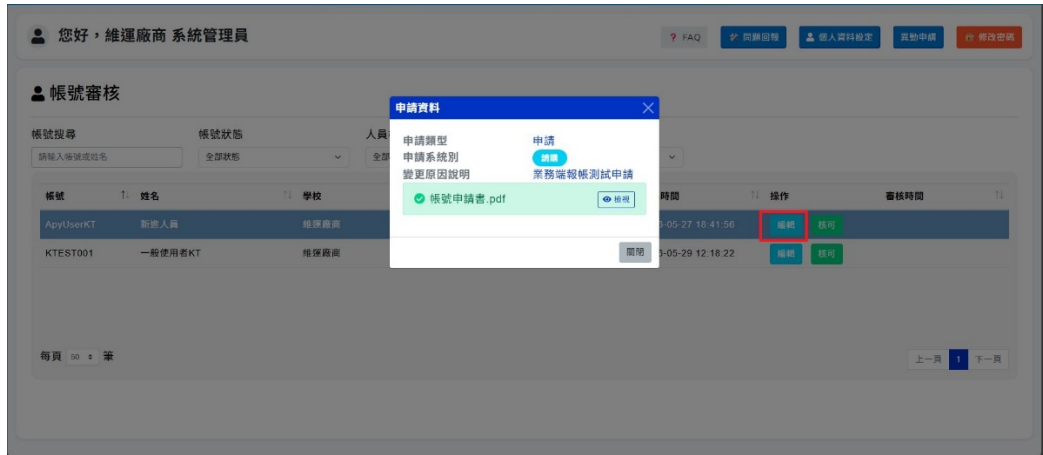 您好，維運廠商 系統管理員
FAQ
問題回報
個人資料設定
異動申請
修改密碼
帳號審核
帳號搜尋
帳號狀態
人員
請輸入帳號或姓名
全部狀態
全部
帳號 姓名 學校 時間 操作 審核時間
ApyUserKT 新進人員 維運廠商 3-05-27 18:41:56 編輯 核可
KTEST001 一般使用者KT 維運廠商 3-05-29 12:18:22 編輯 核可
每頁 50 筆
上一頁 1 下一頁
申請資料
申請類型 申請
申請系統別 請購
變更原因說明 業務端報帳測試申請
帳號申請書.pdf 檢視
關閉